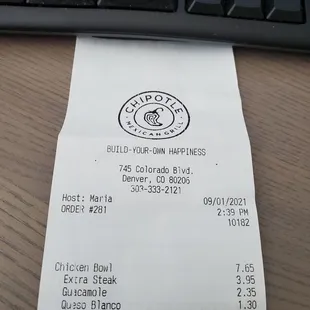 CHIPOTLE
MEXICAN GRILL
BUILD-YOUR-OWN HAPPINESS
745 Colorado Blvd.
Denver, CO 80206
303-333-2121
Host: Maria 09/01/2021
ORDER #281 2:39 PM
10182
Chicken Bowl 7.65
Extra Steak 3.95
Guacamole 2.35
Queso Blanco 1.30